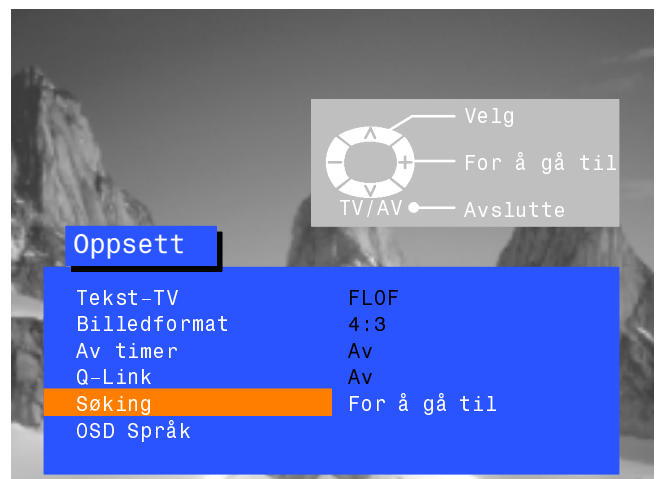 Velg
For å gå til
TV/AV Avslutte
Oppsett
Tekst-TV FLOF
Billedformat 4:3
Av timer Av
Q-Link Av
Søking For å gå til
OSD Språk